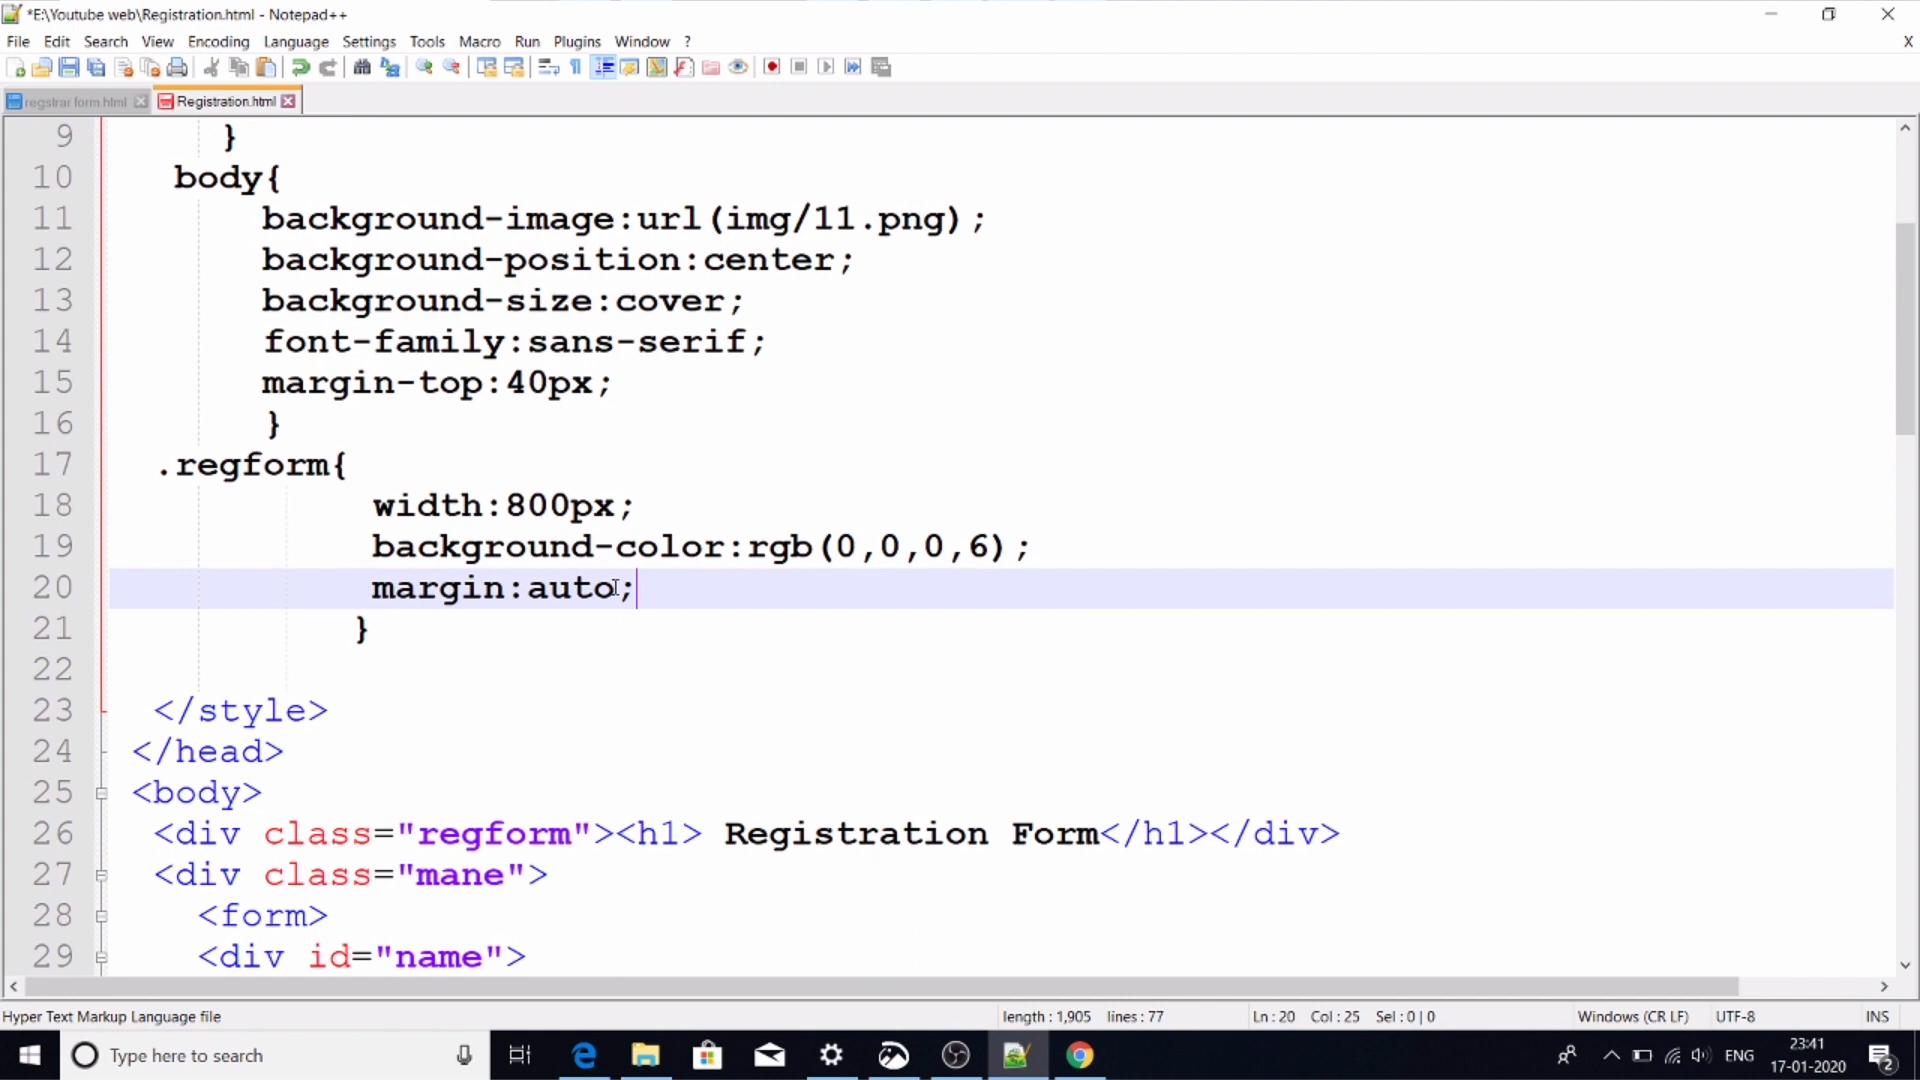 *E:\Youtube web\Registration.html - Notepad++
File Edit Search View Encoding Language Settings Tools Macro Run Plugins Window ? X
regstrar form.html Registration.html
9 }
10 body{
11 background-image:url(img/11.png);
12 background-position:center;
13 background-size:cover;
14 font-family:sans-serif;
15 margin-top:40px;
16 }
17 .regform{
18 width:800px;
19 background-color:rgb(0,0,0,6);
20 margin:auto;
21 }
22
23 </style>
24 </head>
25 <body>
26 <div class="regform"><h1> Registration Form</h1></div>
27 <div class="mane">
28 <form>
29 <div id="name">
Hyper Text Markup Language file length : 1,905 lines : 77 Ln : 20 Col : 25 Sel : 0 | 0 Windows (CR LF) UTF-8 INS
Type here to search ENG 23:41
17-01-2020 2